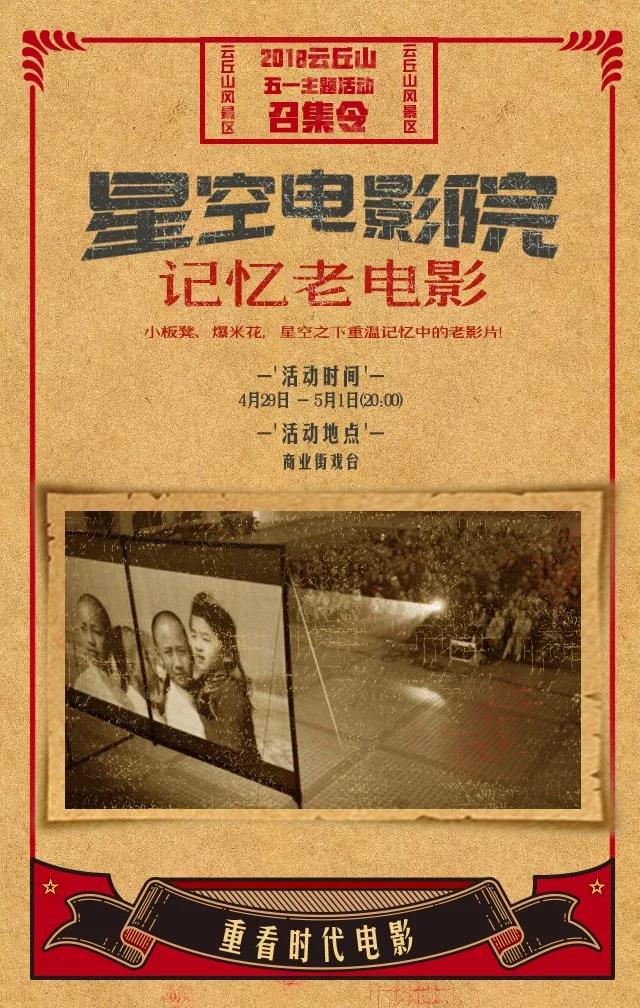 云丘山风景区
2018云丘山
五一主题活动
召集令
云丘山风景区
星空电影院
记忆老电影
小板凳、爆米花，星空之下重温记忆中的老影片!
一'活动时间'一
4月29日 — 5月1日(20:00)
一'活动地点'一
商业街戏台
重看时代电影